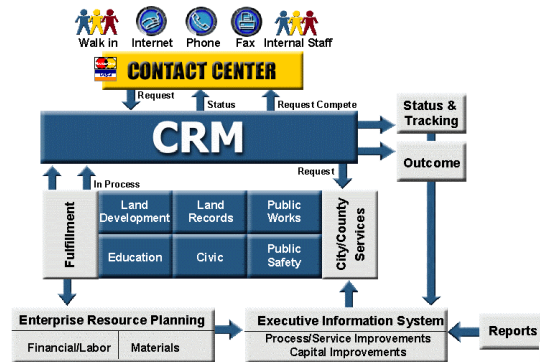 Walk in
Internet
Phone
Fax
Internal Staff
CONTACT CENTER
Request
Status
Request Compete
CRM
Status &
Tracking
Outcome
Request
In Process
Fulfillment
Land
Development
Land
Records
Public
Works
Education
Civic
Public
Safety
City/County
Services
Enterprise Resource Planning
Financial/Labor
Materials
Executive Information System
Process/Service Improvements
Capital Improvements
Reports